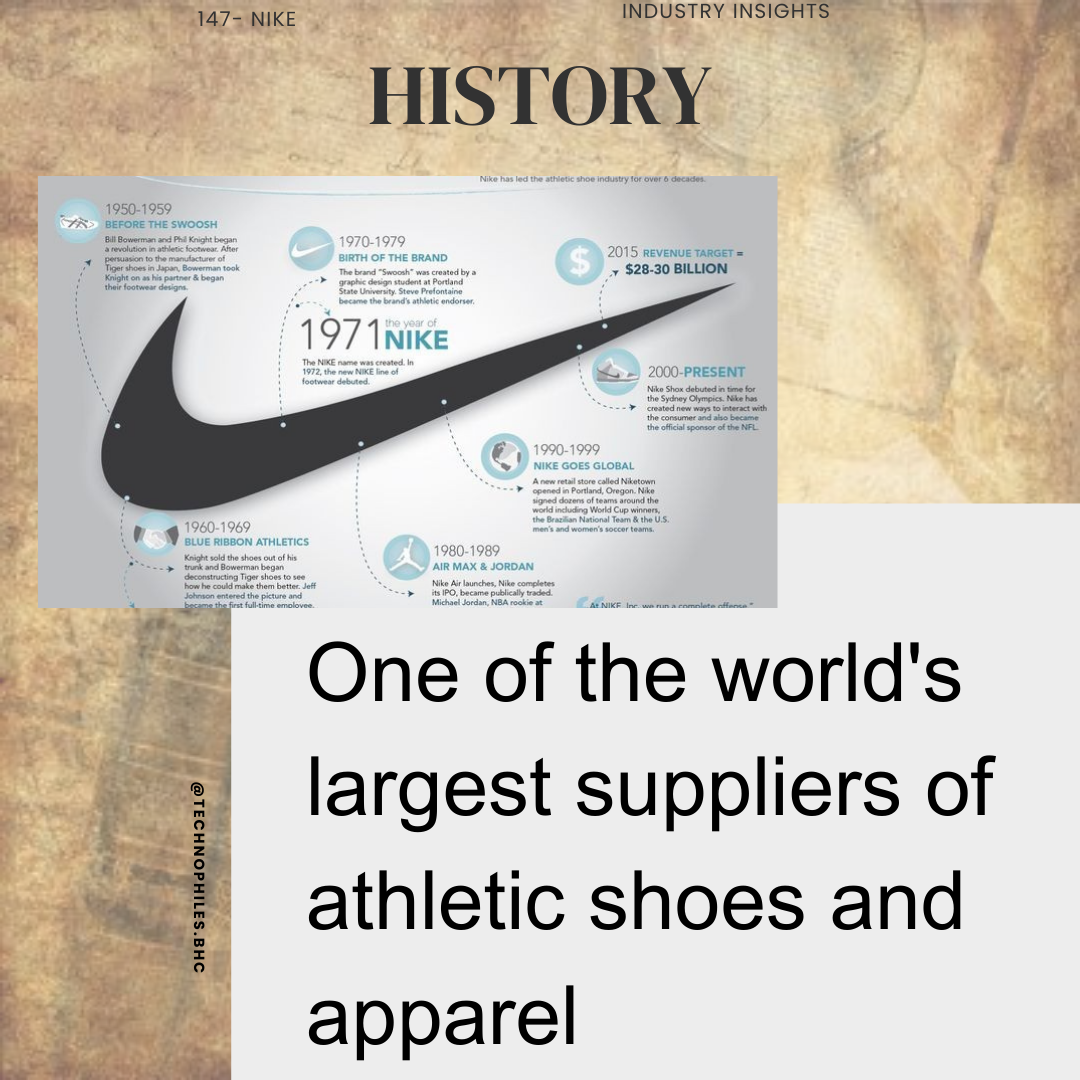 147- NIKE
INDUSTRY INSIGHTS
HISTORY
Nike has led the athletic shoe industry for over 6 decades.
1950-1959
BEFORE THE SWOOSH
Bill Bowerman and Phil Knight began
a revolution in athletic footwear. After
persuasion to the manufacturer of
Tiger shoes in Japan, Bowerman took
Knight on as his partner & began
their footwear designs.
1970-1979
BIRTH OF THE BRAND
The brand "Swoosh" was created by a
graphic design student at Portland
State University. Steve Prefontaine
became the brand's athletic endorser.
1971 the year of NIKE
The NIKE name was created. In
1972, the new NIKE line of
footwear debuted.
$
2015 REVENUE TARGET =
$28-30 BILLION
2000-PRESENT
Nike Shox debuted in time for
the Sydney Olympics. Nike has
created new ways to interact with
the consumer and also became
the official sponsor of the NFL.
1990-1999
NIKE GOES GLOBAL
A new retail store called Niketown
opened in Portland, Oregon. Nike
signed dozens of teams around the
world including World Cup winners,
the Brazilian National Team & the U.S.
men's and women's soccer teams.
1960-1969
BLUE RIBBON ATHLETICS
Knight sold the shoes out of his
trunk and Bowerman began
deconstructing Tiger shoes to see
how he could make them better. Jeff
Johnson entered the picture and
became the first full-time employee.
1980-1989
AIR MAX & JORDAN
Nike Air launches, Nike completes
its IPO, became publically traded.
Michael Jordan, NBA rookie at
"At NIKE, Inc. we run a complete offense,"
One of the world's
largest suppliers of
athletic shoes and
apparel
@TECHNOPHILES.BHC